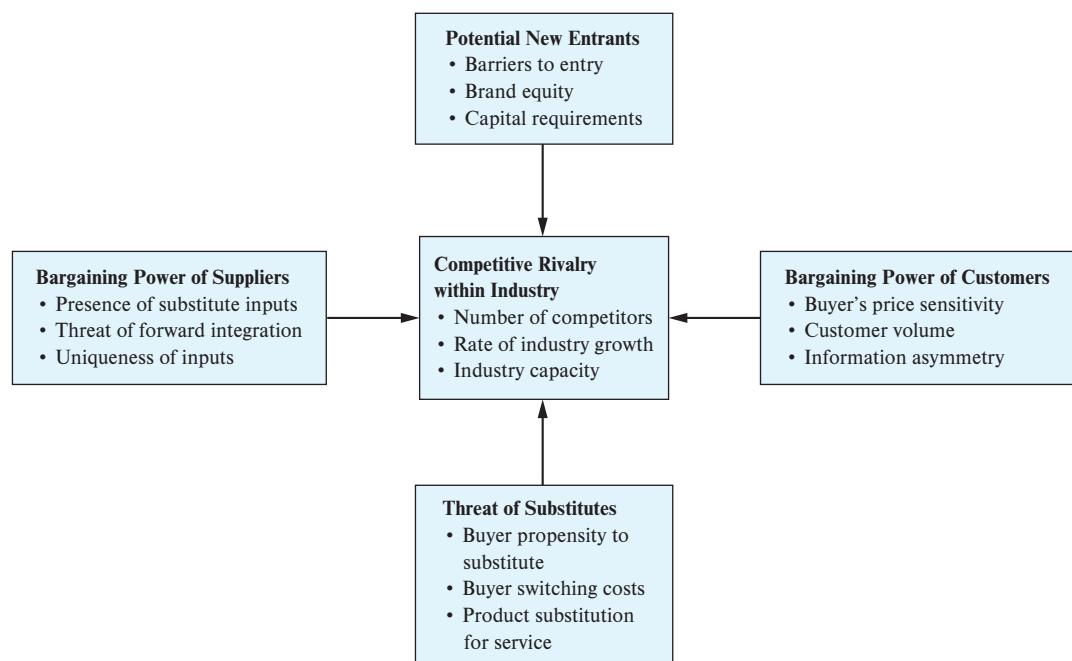 Potential New Entrants
• Barriers to entry
• Brand equity
• Capital requirements
Bargaining Power of Suppliers
• Presence of substitute inputs
• Threat of forward integration
• Uniqueness of inputs
Competitive Rivalry
within Industry
• Number of competitors
• Rate of industry growth
• Industry capacity
Bargaining Power of Customers
• Buyer's price sensitivity
• Customer volume
• Information asymmetry
Threat of Substitutes
• Buyer propensity to
substitute
• Buyer switching costs
• Product substitution
for service